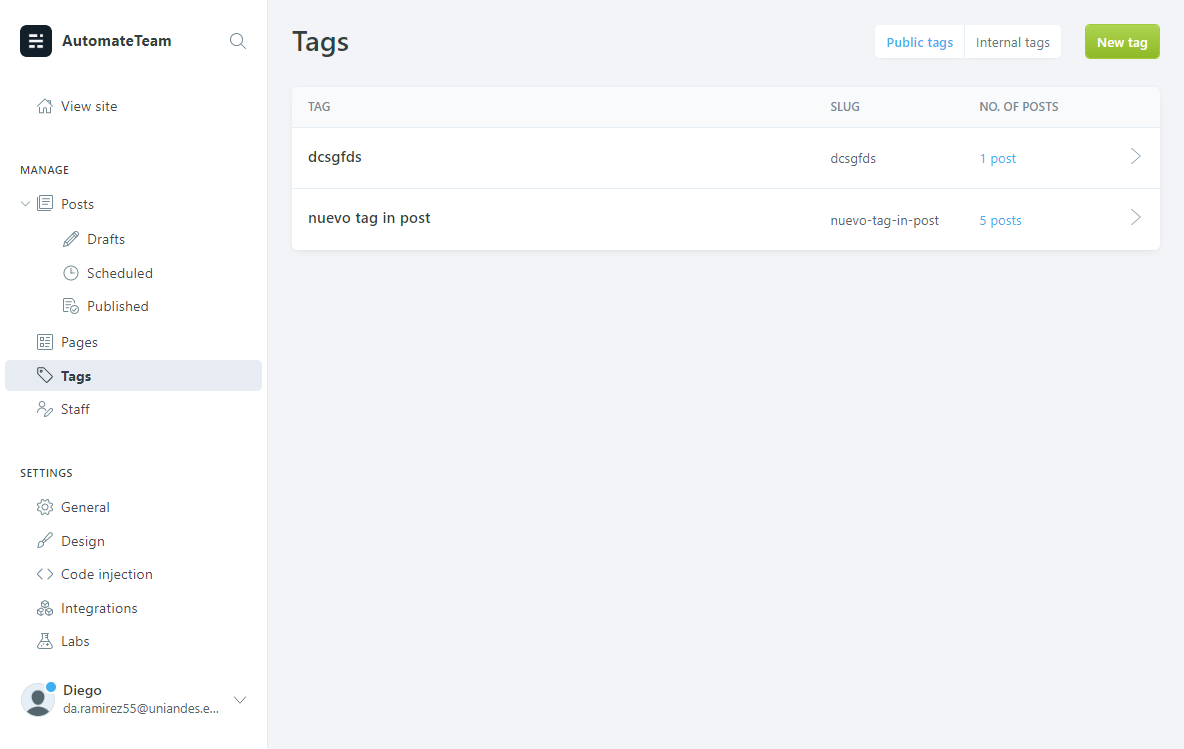 AutomateTeam
View site
MANAGE
Posts
Drafts
Scheduled
Published
Pages
Tags
Staff
SETTINGS
General
Design
Code injection
Integrations
Labs
Diego
da.ramirez55@uniandes.e...
Tags
Public tags Internal tags New tag
TAG SLUG NO. OF POSTS
dcsgfds dcsgfds 1 post
nuevo tag in post nuevo-tag-in-post 5 posts